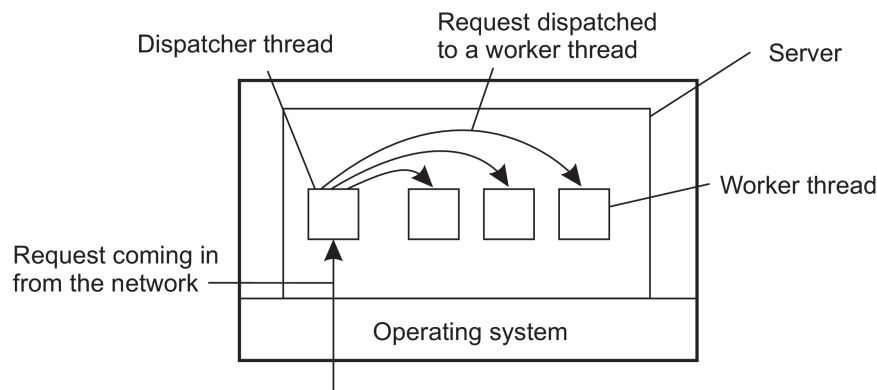 Request dispatched
to a worker thread
Dispatcher thread
Server
Worker thread
Request coming in
from the network
Operating system